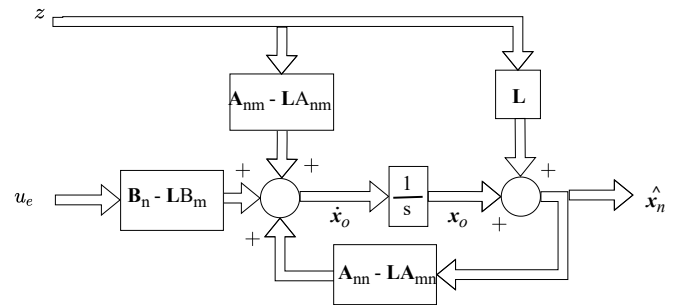 z
A_nm - LA_nm
L
+
+
+
u_e
B_n - LB_m
1
s
ẋ_o
x_o
x̂_n
+
+
A_nn - LA_mn